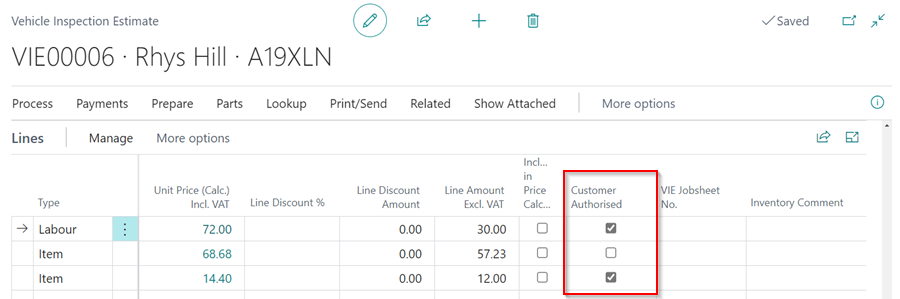 Vehicle Inspection Estimate
Saved
VIE00006 · Rhys Hill · A19XLN
Process Payments Prepare Parts Lookup Print/Send Related Show Attached More options
Lines Manage More options
Type
Unit Price (Calc.)
Incl. VAT
Line Discount %
Line Discount
Amount
Line Amount
Excl. VAT
Incl...
in
Price
Calc...
Customer
Authorised
VIE Jobsheet
No.
Inventory Comment
Labour 72.00 0.00 30.00
Item 68.68 0.00 57.23
Item 14.40 0.00 12.00